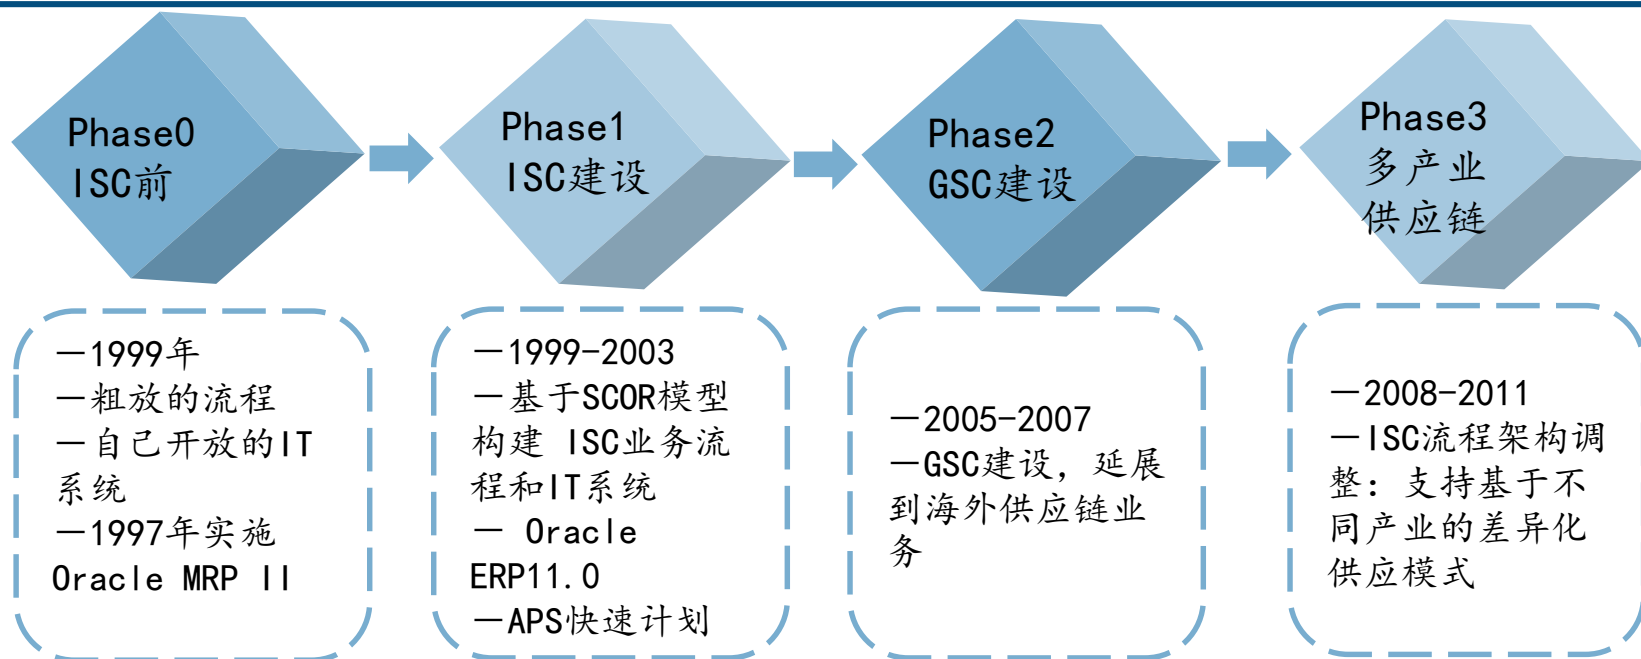 Phase0
ISC前
Phase1
ISC建设
Phase2
GSC建设
Phase3
多产业
供应链
—1999年
—粗放的流程
—自己开放的IT
系统
—1997年实施
Oracle MRP II
—1999-2003
—基于SCOR模型
构建 ISC业务流
程和IT系统
— Oracle
ERP11.0
—APS快速计划
—2005-2007
—GSC建设，延展
到海外供应链业
务
—2008-2011
—ISC流程架构调
整：支持基于不
同产业的差异化
供应模式